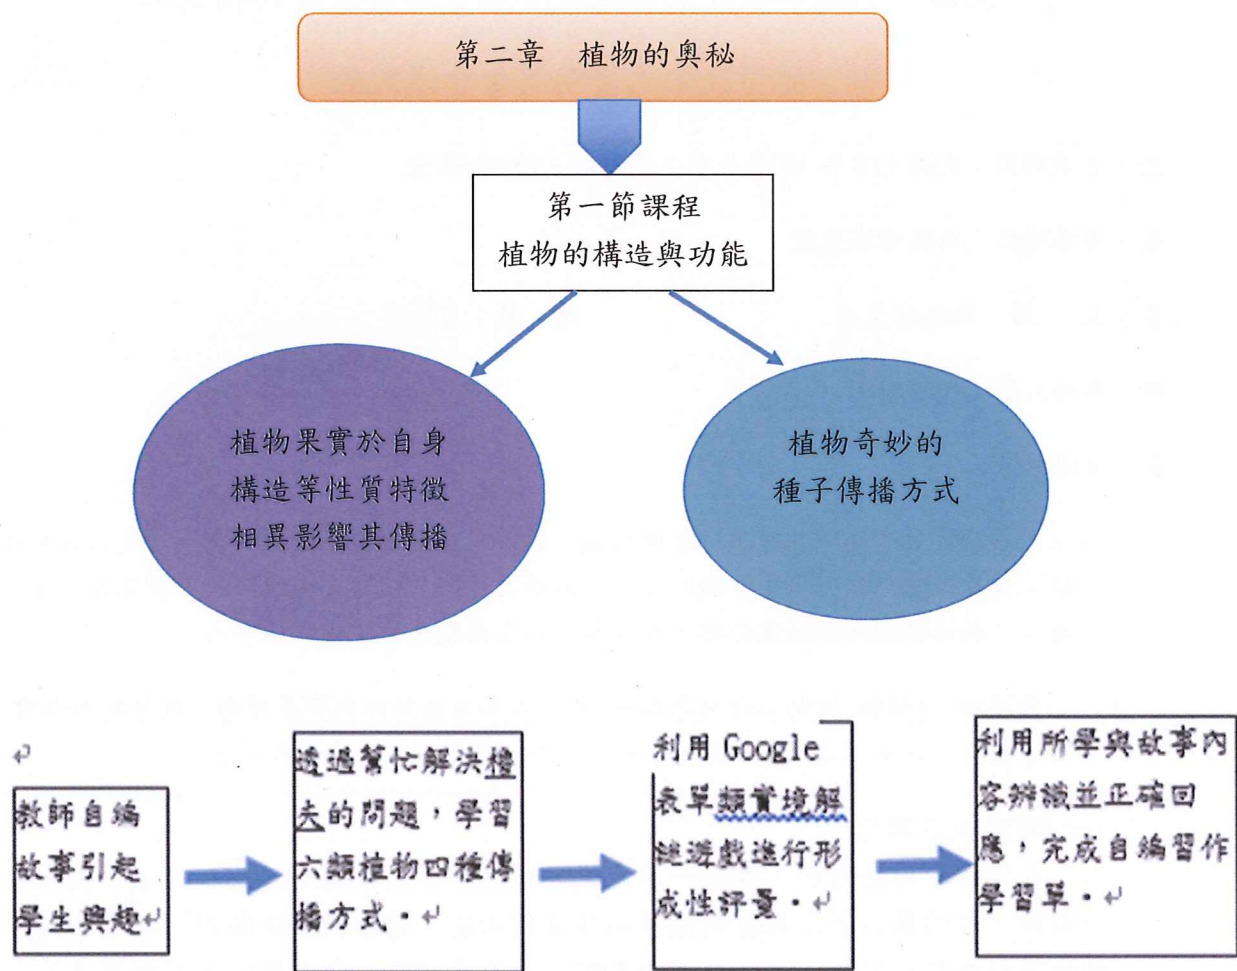 第二章　植物的奧秘
第一節課程
植物的構造與功能
植物果實於自身
構造等性質特徵
相異影響其傳播
植物奇妙的
種子傳播方式
教師自編
故事引起
學生興趣
透過幫忙解決
夫的問題，學習
六類植物四種傳
播方式。
利用 Google
表單類實境解
謎遊戲進行形
成性評量。
利用所學與故事內
容辨識並正確回
應，完成自編習作
學習單。